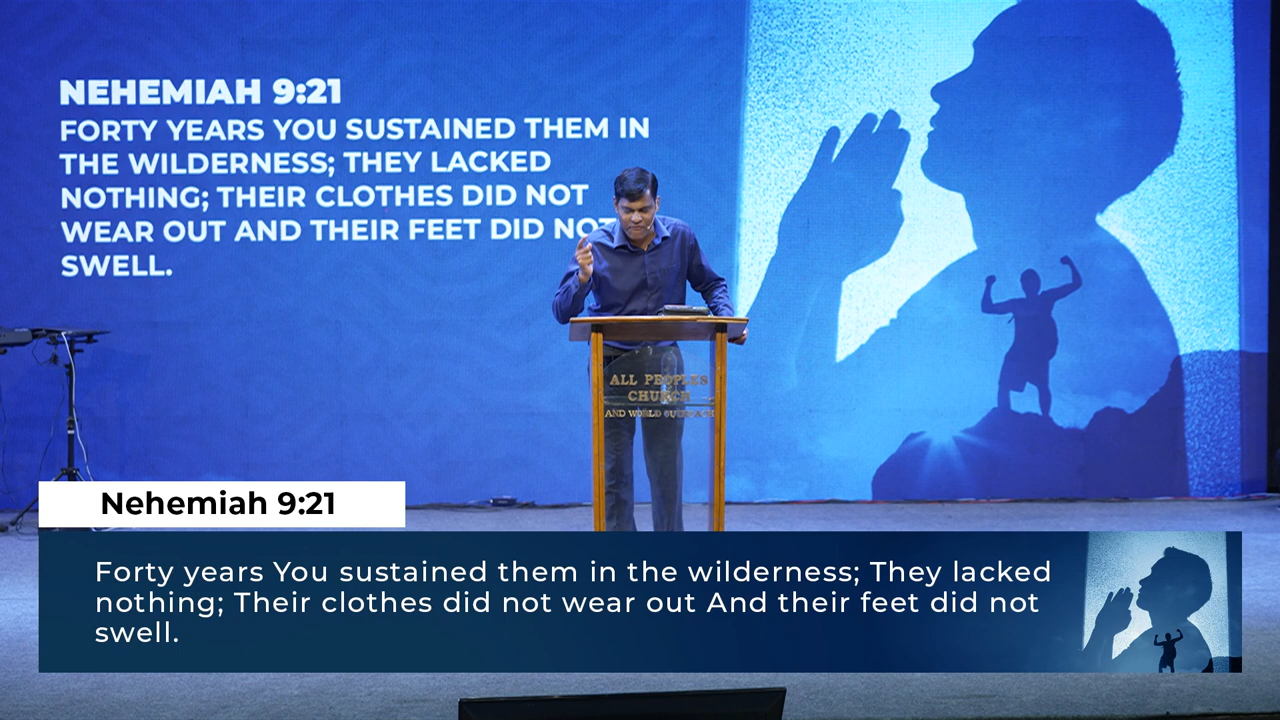 NEHEMIAH 9:21
FORTY YEARS YOU SUSTAINED THEM IN
THE WILDERNESS; THEY LACKED
NOTHING; THEIR CLOTHES DID NOT
WEAR OUT AND THEIR FEET DID NOT
SWELL.
ALL PEOPLES
CHURCH
AND WORLD OUTREACH
Nehemiah 9:21
Forty years You sustained them in the wilderness; They lacked
nothing; Their clothes did not wear out And their feet did not
swell.